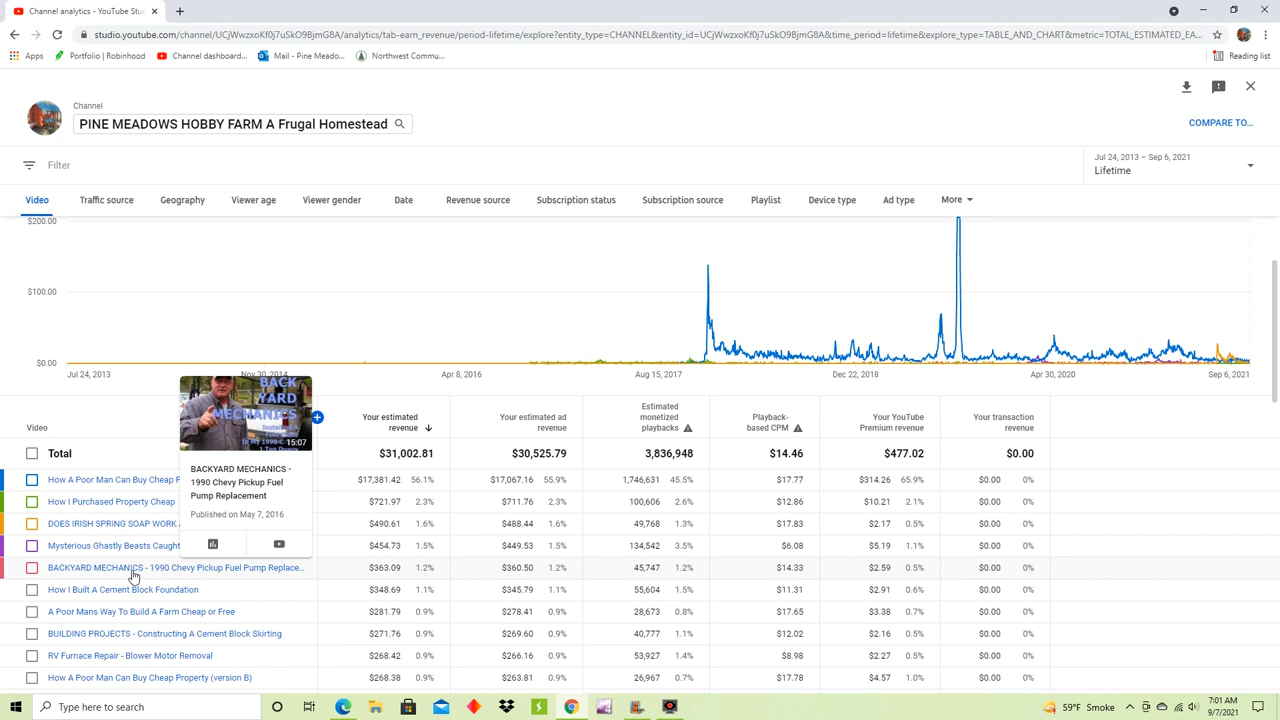 Channel analytics - YouTube Stu
studio.youtube.com/channel/UCjWwzxoKf0j7uSkO9BjmG8A/analytics/tab-earn_revenue/period-lifetime/explore?entity_type=CHANNEL&entity_id=UCjWwzxoKf0j7uSkO9BjmG8A&time_period=lifetime&explore_type=TABLE_AND_CHART&metric=TOTAL_ESTIMATED_EA...
Apps Portfolio | Robinhood Channel dashboard... Mail - Pine Meado... Northwest Commu... Reading list
Channel
PINE MEADOWS HOBBY FARM A Frugal Homestead
COMPARE TO...
Filter
Jul 24, 2013 – Sep 6, 2021
Lifetime
Video Traffic source Geography Viewer age Viewer gender Date Revenue source Subscription status Subscription source Playlist Device type Ad type More
$200.00
$100.00
$0.00
Jul 24, 2013 Nov 30, 2014 Apr 8, 2016 Aug 15, 2017 Dec 22, 2018 Apr 30, 2020 Sep 6, 2021
Video
Your estimated revenue
Your estimated ad revenue
Estimated monetized playbacks
Playback-based CPM
Your YouTube Premium revenue
Your transaction revenue
Total $31,002.81 $30,525.79 3,836,948 $14.46 $477.02 $0.00
How A Poor Man Can Buy Cheap P $17,381.42 56.1% $17,067.16 55.9% 1,746,631 45.5% $17.77 $314.26 65.9% $0.00 0%
How I Purchased Property Cheap $721.97 2.3% $711.76 2.3% 100,606 2.6% $12.86 $10.21 2.1% $0.00 0%
DOES IRISH SPRING SOAP WORK $490.61 1.6% $488.44 1.6% 49,768 1.3% $17.83 $2.17 0.5% $0.00 0%
Mysterious Ghastly Beasts Caught $454.73 1.5% $449.53 1.5% 134,542 3.5% $6.08 $5.19 1.1% $0.00 0%
BACKYARD MECHANICS - 1990 Chevy Pickup Fuel Pump Replace... $363.09 1.2% $360.50 1.2% 45,747 1.2% $14.33 $2.59 0.5% $0.00 0%
How I Built A Cement Block Foundation $348.69 1.1% $345.79 1.1% 55,604 1.5% $11.31 $2.91 0.6% $0.00 0%
A Poor Mans Way To Build A Farm Cheap or Free $281.79 0.9% $278.41 0.9% 28,673 0.8% $17.65 $3.38 0.7% $0.00 0%
BUILDING PROJECTS - Constructing A Cement Block Skirting $271.76 0.9% $269.60 0.9% 40,777 1.1% $12.02 $2.16 0.5% $0.00 0%
RV Furnace Repair - Blower Motor Removal $268.42 0.9% $266.16 0.9% 53,927 1.4% $8.98 $2.27 0.5% $0.00 0%
How A Poor Man Can Buy Cheap Property (version B) $268.38 0.9% $263.81 0.9% 26,967 0.7% $17.78 $4.57 1.0% $0.00 0%
BACK
YARD
MECHANICS
15:07
BACKYARD MECHANICS -
1990 Chevy Pickup Fuel
Pump Replacement
Published on May 7, 2016
Type here to search
59°F Smoke
7:01 AM
9/7/2021